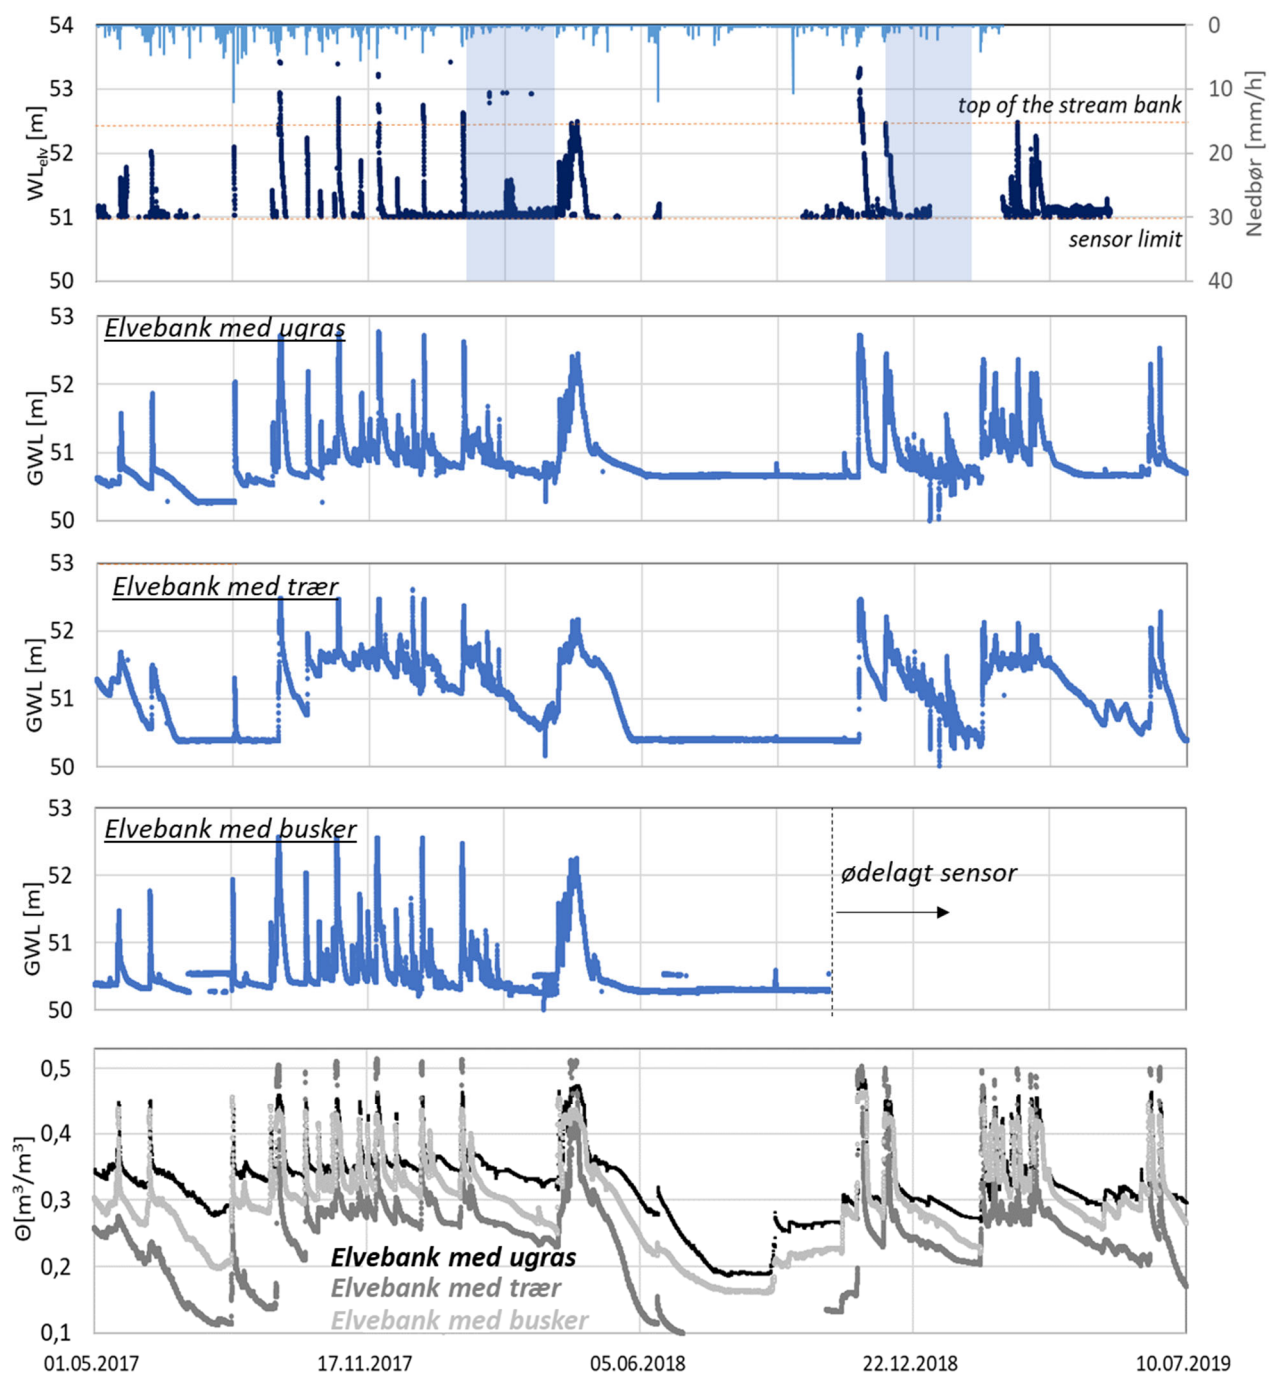 54
53
52
51
50
WLelv [m]
0
10
20
30
40
Nedbør [mm/h]
top of the stream bank
sensor limit
53
52
51
50
GWL [m]
Elvebank med ugras
53
52
51
50
GWL [m]
Elvebank med trær
53
52
51
50
GWL [m]
Elvebank med busker
ødelagt sensor
0,5
0,4
0,3
0,2
0,1
Θ[m³/m³]
Elvebank med ugras
Elvebank med trær
Elvebank med busker
01.05.2017 17.11.2017 05.06.2018 22.12.2018 10.07.2019